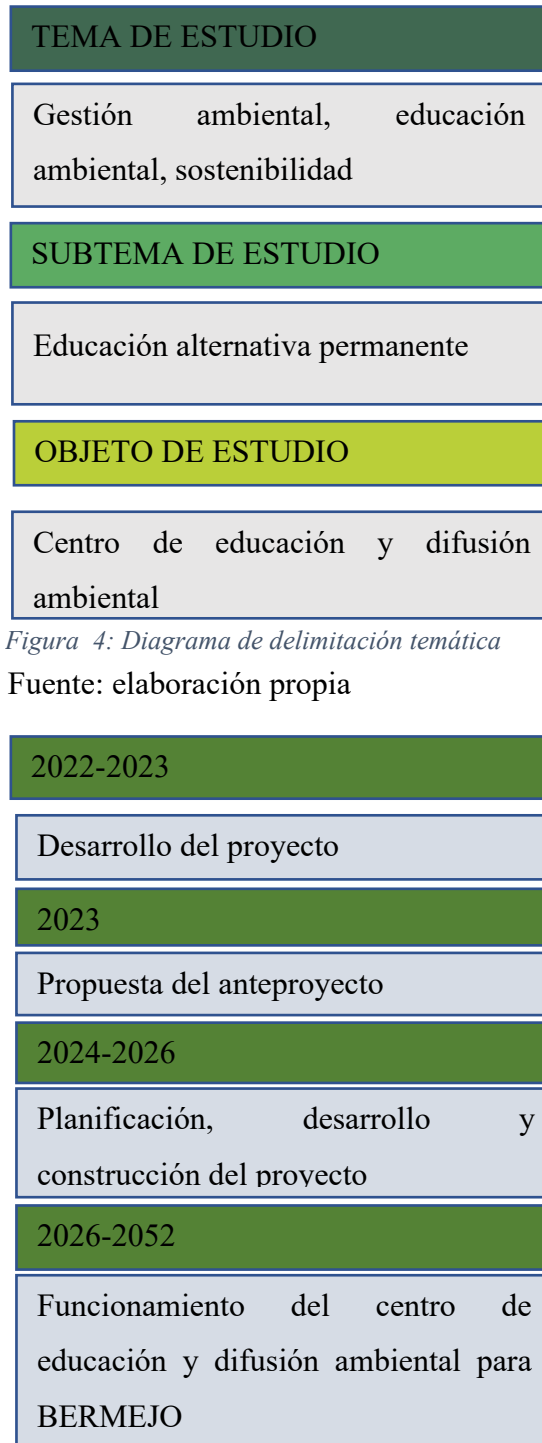 TEMA DE ESTUDIO
Gestión ambiental, educación
ambiental, sostenibilidad
SUBTEMA DE ESTUDIO
Educación alternativa permanente
OBJETO DE ESTUDIO
Centro de educación y difusión
ambiental
Figura 4: Diagrama de delimitación temática
Fuente: elaboración propia
2022-2023
Desarrollo del proyecto
2023
Propuesta del anteproyecto
2024-2026
Planificación, desarrollo y
construcción del proyecto
2026-2052
Funcionamiento del centro de
educación y difusión ambiental para
BERMEJO